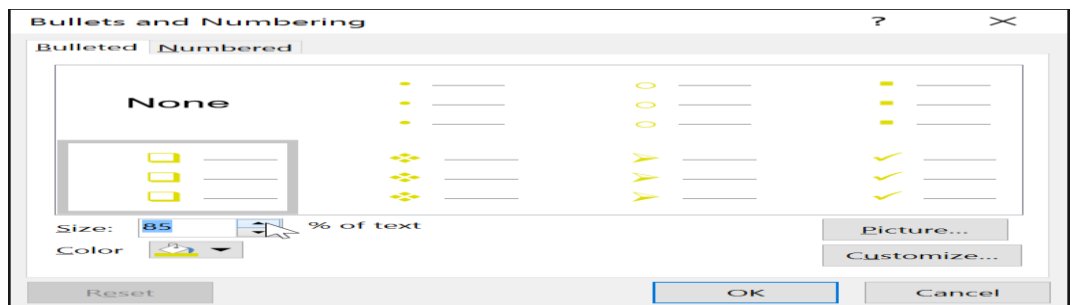 Bullets and Numbering ?
Bulleted Numbered
None
Size: 85 % of text
Picture...
Color
Customize...
Reset OK Cancel